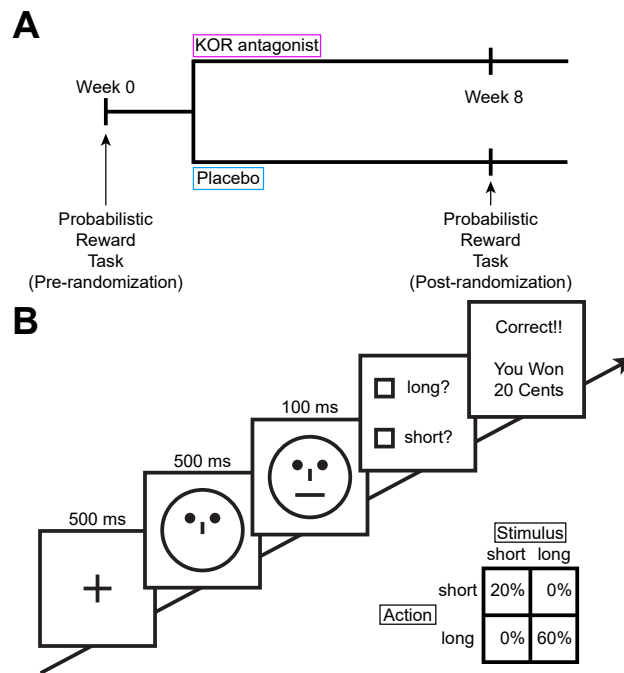 A
KOR antagonist
Week 0
Week 8
Placebo
Probabilistic
Reward
Task
(Pre-randomization)
Probabilistic
Reward
Task
(Post-randomization)
B
Correct!!
You Won
20 Cents
long?
short?
100 ms
500 ms
500 ms
Stimulus
short long
short 20% 0%
Action
long 0% 60%